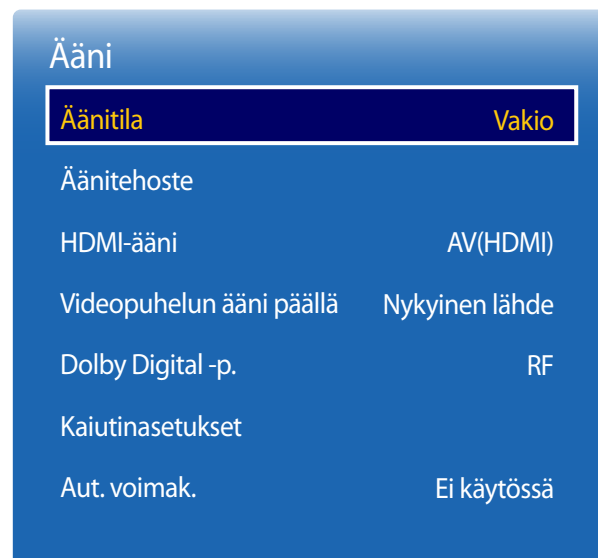 Ääni
Äänitila Vakio
Äänitehoste
HDMI-ääni AV(HDMI)
Videopuhelun ääni päällä Nykyinen lähde
Dolby Digital -p. RF
Kaiutinasetukset
Aut. voimak. Ei käytössä